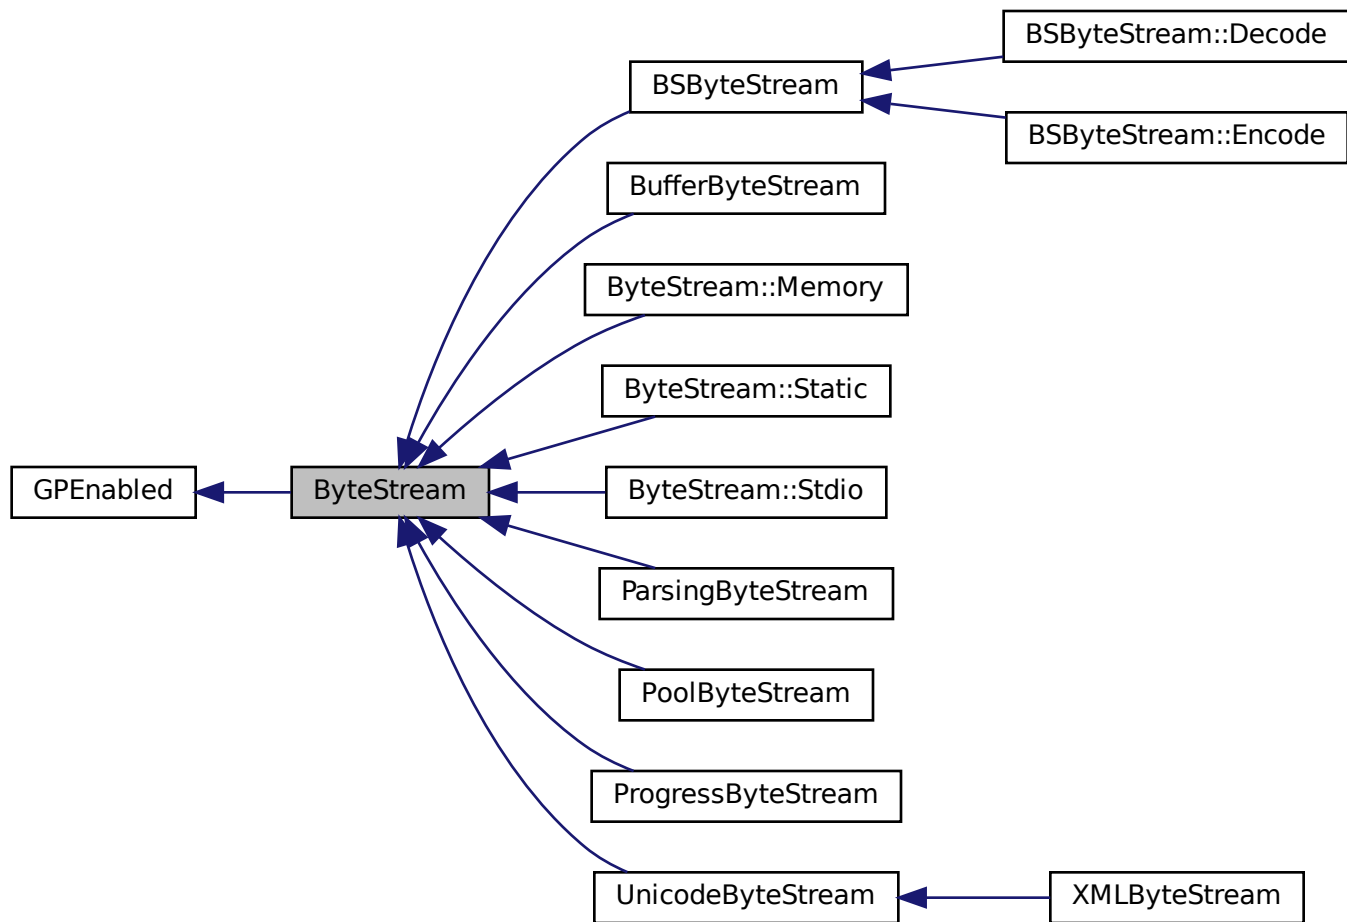 BSByteStream::Decode
BSByteStream
BSByteStream::Encode
BufferByteStream
ByteStream::Memory
ByteStream::Static
GPEnabled
ByteStream
ByteStream::Stdio
ParsingByteStream
PoolByteStream
ProgressByteStream
UnicodeByteStream
XMLByteStream